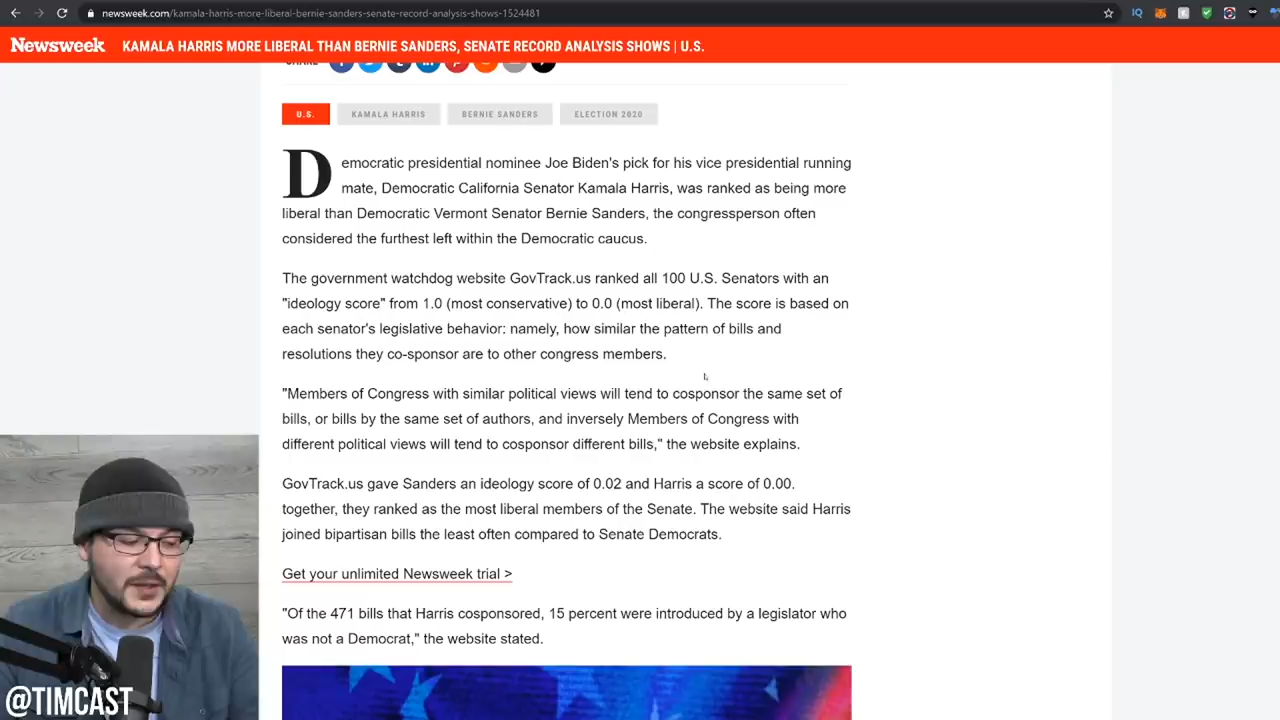 newsweek.com/kamala-harris-more-liberal-bernie-sanders-senate-record-analysis-shows-1524481
Newsweek KAMALA HARRIS MORE LIBERAL THAN BERNIE SANDERS, SENATE RECORD ANALYSIS SHOWS | U.S.
SHARE
U.S. KAMALA HARRIS BERNIE SANDERS ELECTION 2020
Democratic presidential nominee Joe Biden's pick for his vice presidential running
mate, Democratic California Senator Kamala Harris, was ranked as being more
liberal than Democratic Vermont Senator Bernie Sanders, the congressperson often
considered the furthest left within the Democratic caucus.
The government watchdog website GovTrack.us ranked all 100 U.S. Senators with an
"ideology score" from 1.0 (most conservative) to 0.0 (most liberal). The score is based on
each senator's legislative behavior: namely, how similar the pattern of bills and
resolutions they co-sponsor are to other congress members.
"Members of Congress with similar political views will tend to cosponsor the same set of
bills, or bills by the same set of authors, and inversely Members of Congress with
different political views will tend to cosponsor different bills," the website explains.
GovTrack.us gave Sanders an ideology score of 0.02 and Harris a score of 0.00.
together, they ranked as the most liberal members of the Senate. The website said Harris
joined bipartisan bills the least often compared to Senate Democrats.
Get your unlimited Newsweek trial >
"Of the 471 bills that Harris cosponsored, 15 percent were introduced by a legislator who
was not a Democrat," the website stated.
@TIMCAST